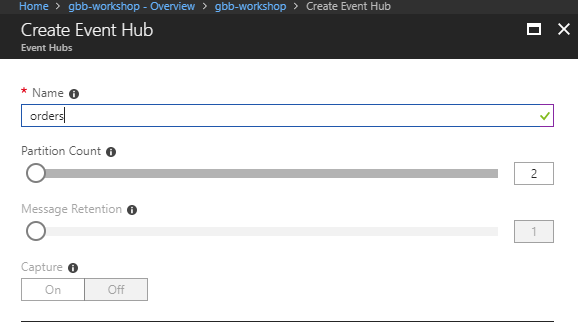 Home > gbb-workshop - Overview > gbb-workshop > Create Event Hub
Create Event Hub
Event Hubs
* Name
orders
Partition Count
2
Message Retention
1
Capture
On Off